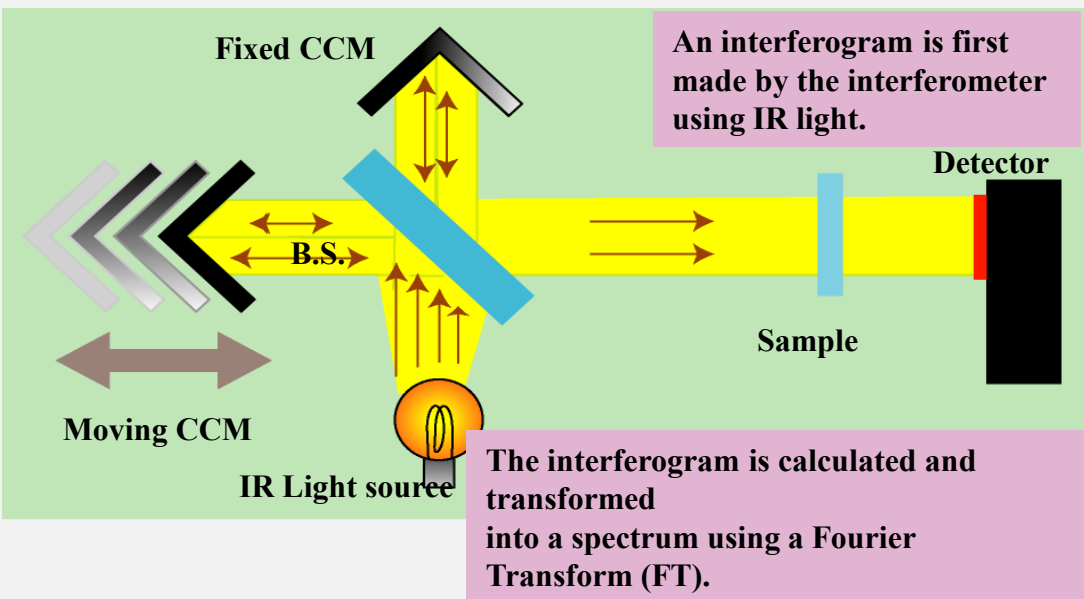 Fixed CCM
An interferogram is first
made by the interferometer
using IR light.
Detector
B.S.
Sample
Moving CCM
IR Light source
The interferogram is calculated and
transformed
into a spectrum using a Fourier
Transform (FT).